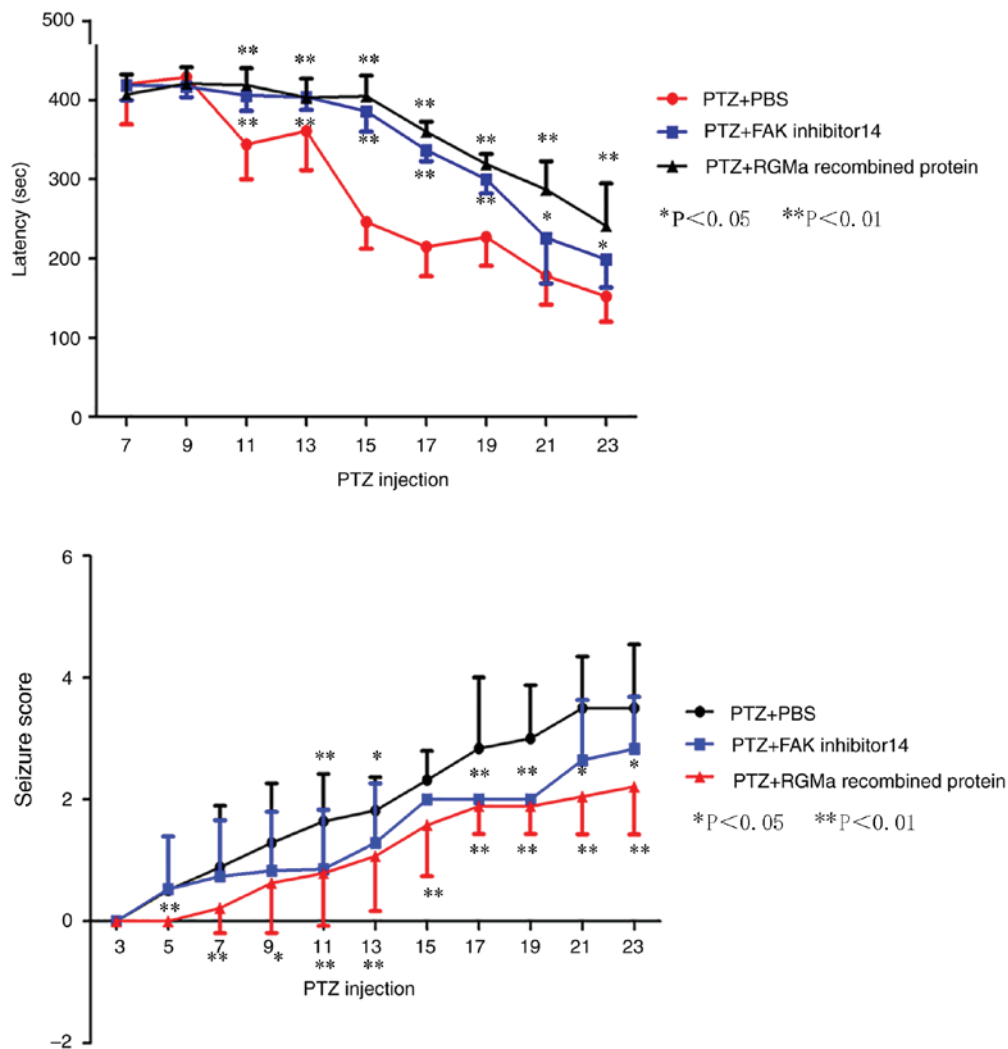 500
400
300
200
100
0
Latency (sec)
** ** **
** ** **
**
**
**
**
**
*
**
*
PTZ+PBS
PTZ+FAK inhibitor14
PTZ+RGMa recombined protein
*P<0.05 **P<0.01
7 9 11 13 15 17 19 21 23
PTZ injection
6
4
2
0
-2
Seizure score
** *
** ** * *
**
** ** ** **
**
** * ** **
PTZ+PBS
PTZ+FAK inhibitor14
PTZ+RGMa recombined protein
*P<0.05 **P<0.01
3 5 7 9 11 13 15 17 19 21 23
PTZ injection